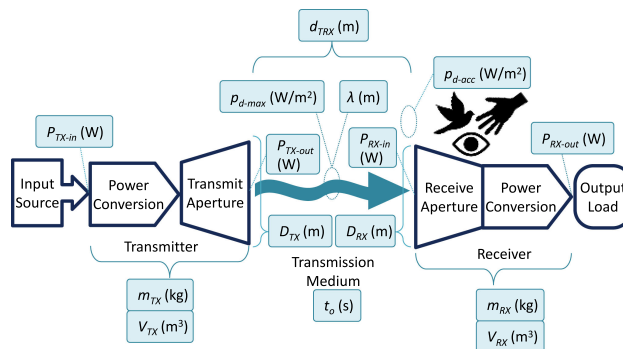 d_TRX (m)
p_d-acc (W/m²)
p_d-max (W/m²)
λ (m)
P_TX-in (W)
P_TX-out
(W)
P_RX-in
(W)
P_RX-out (W)
Input
Source
Power
Conversion
Transmit
Aperture
Receive
Aperture
Power
Conversion
Output
Load
D_TX (m)
D_RX (m)
Transmitter
Transmission
Medium
Receiver
m_TX (kg)
V_TX (m³)
t_o (s)
m_RX (kg)
V_RX (m³)